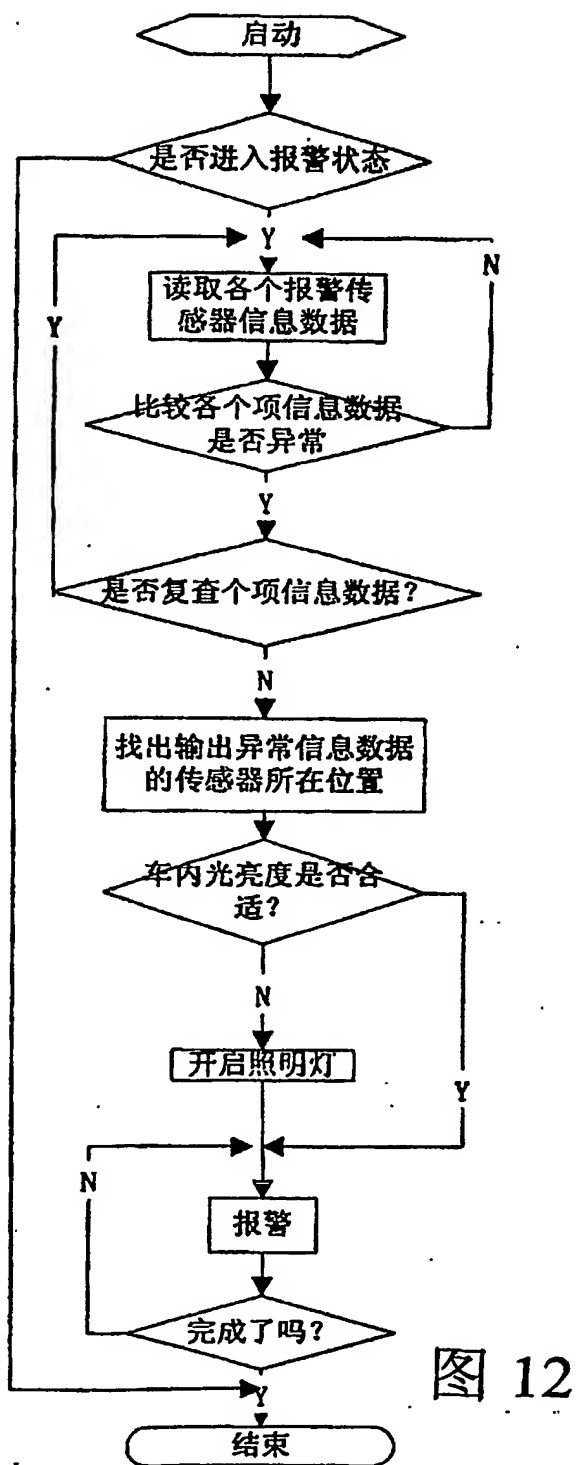 启动
是否进入报警状态
Y
N
读取各个报警传
感器信息数据
Y
比较各个项信息数据
是否异常
Y
是否复查个项信息数据?
N
找出输出异常信息数据
的传感器所在位置
车内光亮度是否合
适?
N
开启照明灯
Y
N
报警
完成了吗?
图 12
Y
结束